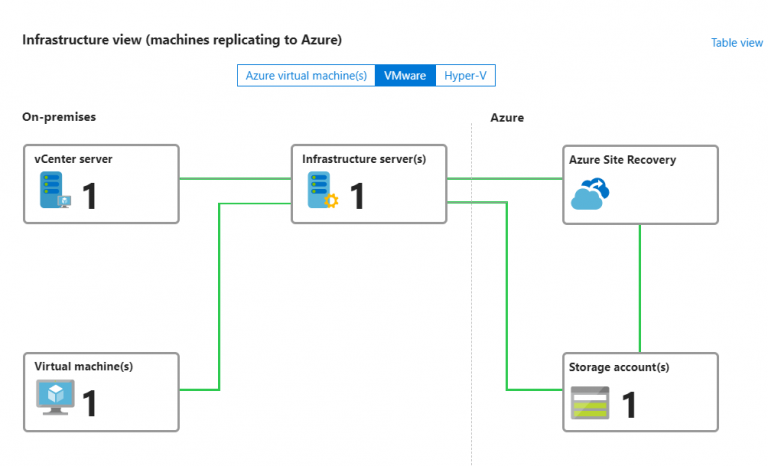 Infrastructure view (machines replicating to Azure)
Table view
Azure virtual machine(s) VMware Hyper-V
On-premises
Azure
vCenter server
1
Infrastructure server(s)
1
Azure Site Recovery
Virtual machine(s)
1
Storage account(s)
1